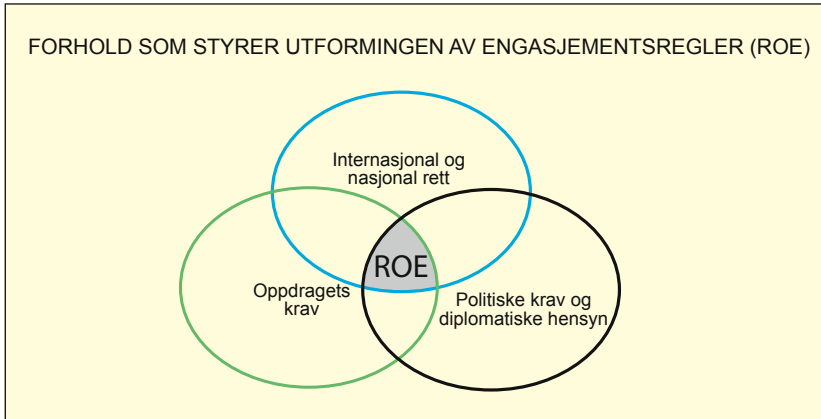 FORHOLD SOM STYRER UTFORMINGEN AV ENGASJEMENTSREGLER (ROE)
Internasjonal og
nasjonal rett
ROE
Oppdragets
krav
Politiske krav og
diplomatiske hensyn